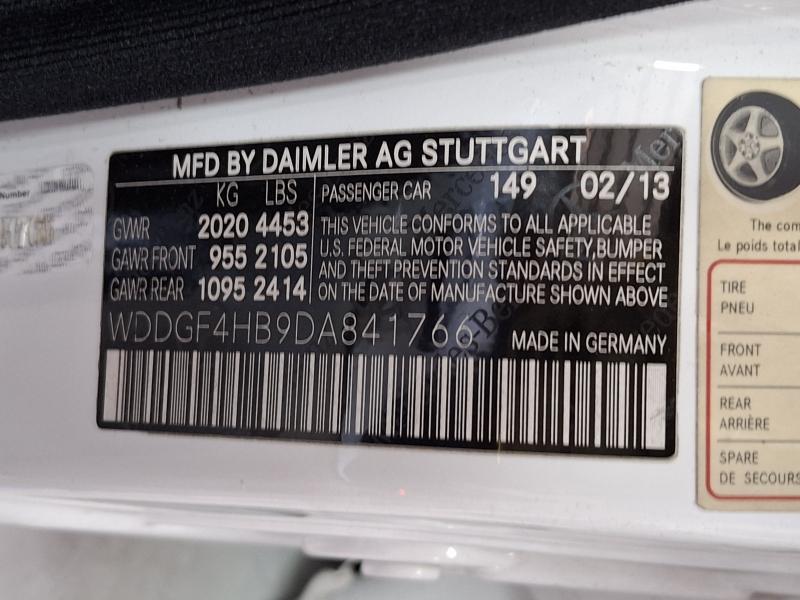 MFD BY DAIMLER AG STUTTGART
KG LBS
GVWR 2020 4453
GAWR FRONT 955 2105
GAWR REAR 1095 2414
PASSENGER CAR 149 02/13
THIS VEHICLE CONFORMS TO ALL APPLICABLE
U.S. FEDERAL MOTOR VEHICLE SAFETY, BUMPER
AND THEFT PREVENTION STANDARDS IN EFFECT
ON THE DATE OF MANUFACTURE SHOWN ABOVE
WDDGF4HB9DA841766
MADE IN GERMANY
Number
The com
Le poids total
TIRE
PNEU
FRONT
AVANT
REAR
ARRIÈRE
SPARE
DE SECOURS